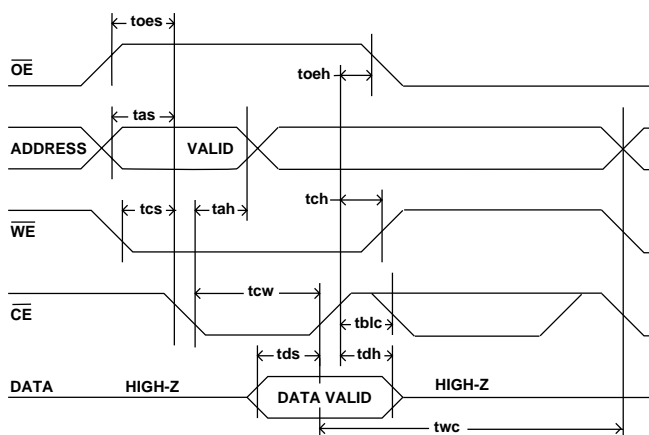 toes
OE
toeh
tas
ADDRESS VALID
tcs tah tch
WE
tcw
CE
tblc
tds tdh
DATA HIGH-Z DATA VALID HIGH-Z
twc